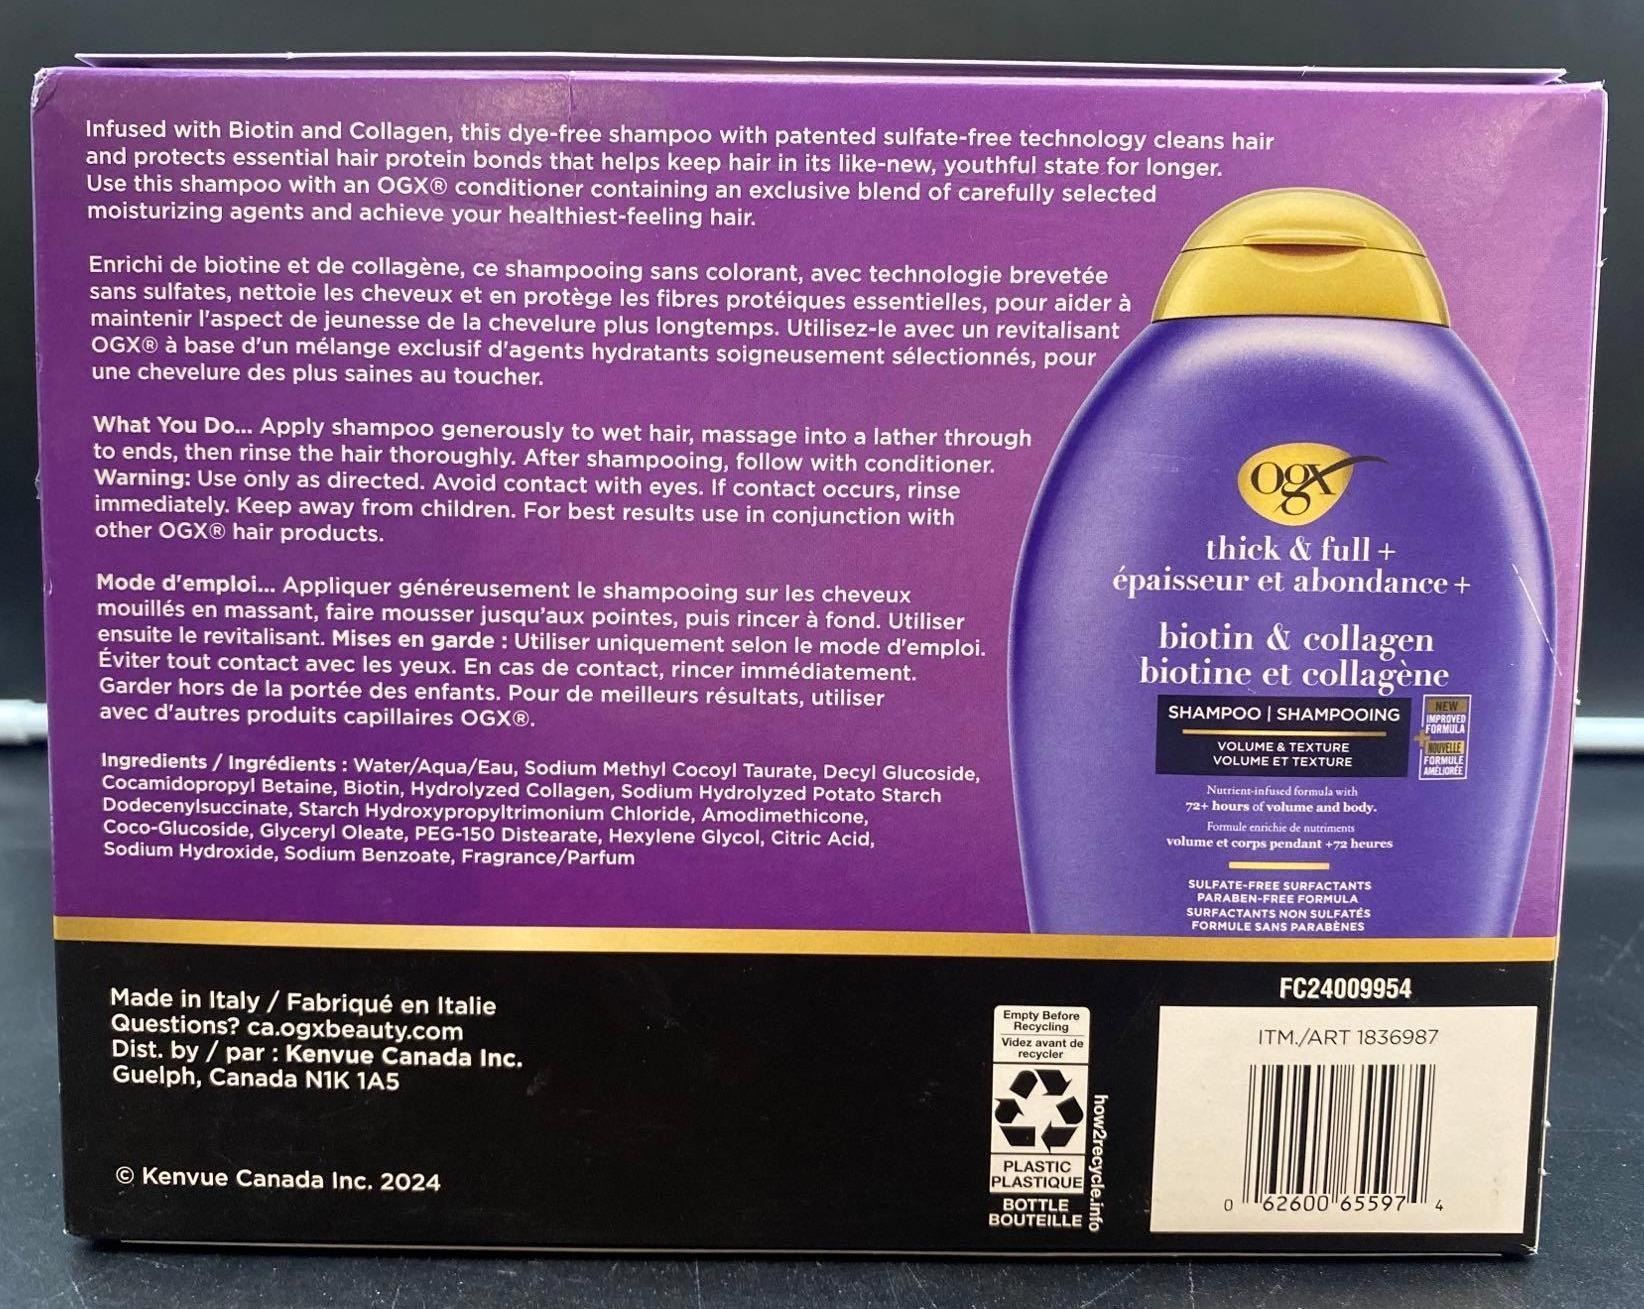 Infused with Biotin and Collagen, this dye-free shampoo with patented sulfate-free technology cleans hair
and protects essential hair protein bonds that helps keep hair in its like-new, youthful state for longer.
Use this shampoo with an OGX® conditioner containing an exclusive blend of carefully selected
moisturizing agents and achieve your healthiest-feeling hair.
Enrichi de biotine et de collagène, ce shampooing sans colorant, avec technologie brevetée
sans sulfates, nettoie les cheveux et en protège les fibres protéiques essentielles, pour aider à
maintenir l'aspect de jeunesse de la chevelure plus longtemps. Utilisez-le avec un revitalisant
OGX® à base d'un mélange exclusif d'agents hydratants soigneusement sélectionnés, pour
une chevelure des plus saines au toucher.
What You Do... Apply shampoo generously to wet hair, massage into a lather through
to ends, then rinse the hair thoroughly. After shampooing, follow with conditioner.
Warning: Use only as directed. Avoid contact with eyes. If contact occurs, rinse
immediately. Keep away from children. For best results use in conjunction with
other OGX® hair products.
Mode d'emploi... Appliquer généreusement le shampooing sur les cheveux
mouillés en massant, faire mousser jusqu'aux pointes, puis rincer à fond. Utiliser
ensuite le revitalisant. Mises en garde : Utiliser uniquement selon le mode d'emploi.
Éviter tout contact avec les yeux. En cas de contact, rincer immédiatement.
Garder hors de la portée des enfants. Pour de meilleurs résultats, utiliser
avec d'autres produits capillaires OGX®.
Ingredients / Ingrédients : Water/Aqua/Eau, Sodium Methyl Cocoyl Taurate, Decyl Glucoside,
Cocamidopropyl Betaine, Biotin, Hydrolyzed Collagen, Sodium Hydrolyzed Potato Starch
Dodecenylsuccinate, Starch Hydroxypropyltrimonium Chloride, Amodimethicone,
Coco-Glucoside, Glyceryl Oleate, PEG-150 Distearate, Hexylene Glycol, Citric Acid,
Sodium Hydroxide, Sodium Benzoate, Fragrance/Parfum
ogx
thick & full +
épaisseur et abondance +
biotin & collagen
biotine et collagène
SHAMPOO | SHAMPOOING
VOLUME & TEXTURE
VOLUME ET TEXTURE
NEW
IMPROVED
FORMULA
+
NOUVELLE
FORMULE
AMÉLIORÉE
Nutrient-infused formula with
72+ hours of volume and body.
Formule enrichie de nutriments
volume et corps pendant +72 heures
SULFATE-FREE SURFACTANTS
PARABEN-FREE FORMULA
SURFACTANTS NON SULFATÉS
FORMULE SANS PARABÈNES
Made in Italy / Fabriqué en Italie
Questions? ca.ogxbeauty.com
Dist. by / par : Kenvue Canada Inc.
Guelph, Canada N1K 1A5
© Kenvue Canada Inc. 2024
Empty Before
Recycling
Videz avant de
recycler
PLASTIC
PLASTIQUE
BOTTLE
BOUTEILLE
how2recycle.info
FC24009954
ITM./ART 1836987
0 62600 65597 4